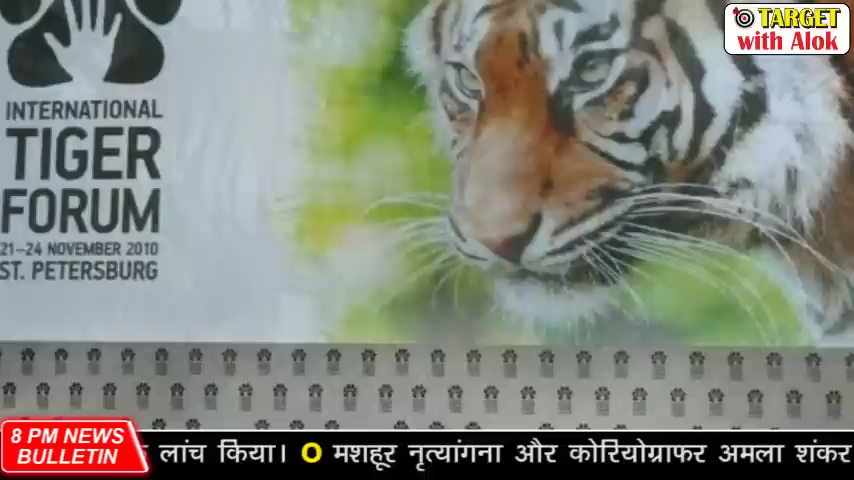 TARGET
with Alok
INTERNATIONAL
TIGER
FORUM
21–24 NOVEMBER 2010
ST. PETERSBURG
8 PM NEWS
BULLETIN
लांच किया। O मशहूर नृत्यांगना और कोरियोग्राफर अमला शंकर